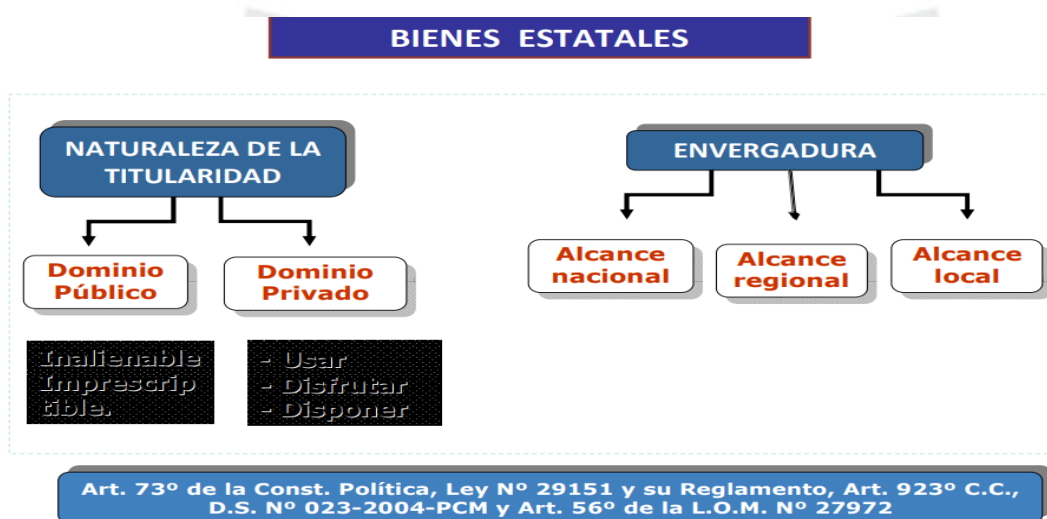 BIENES ESTATALES
NATURALEZA DE LA
TITULARIDAD
Dominio
Público
Dominio
Privado
Inalienable
Imprescrip
tible.
- Usar
- Disfrutar
- Disponer
ENVERGADURA
Alcance
nacional
Alcance
regional
Alcance
local
Art. 73º de la Const. Política, Ley Nº 29151 y su Reglamento, Art. 923º C.C.,
D.S. Nº 023-2004-PCM y Art. 56º de la L.O.M. Nº 27972